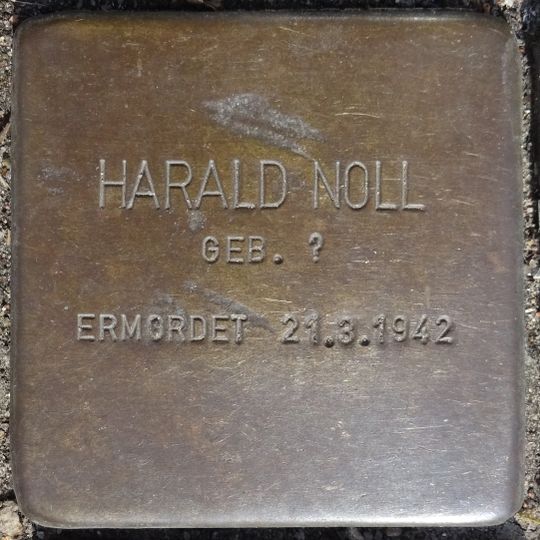 HARALD NOLL
GEB. ?
ERMORDET 21.3.1942